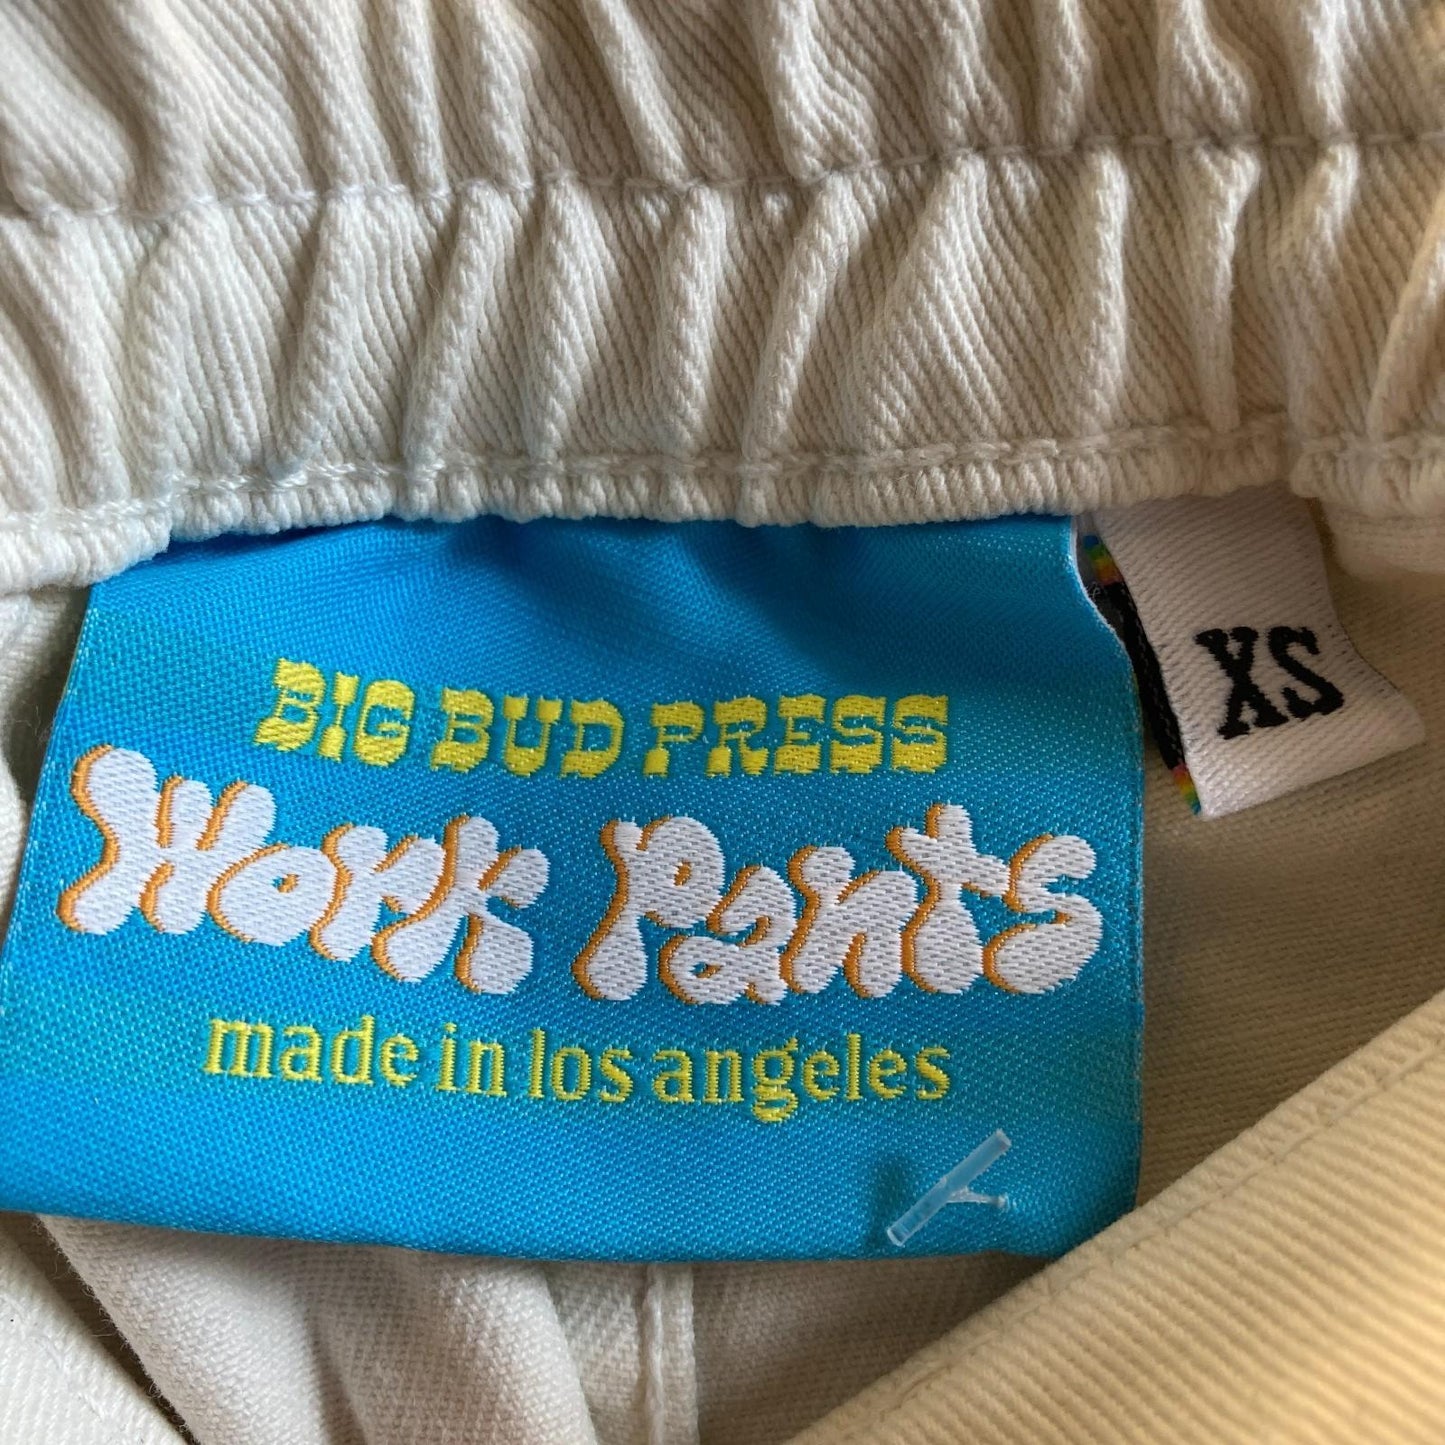 BIG BUD PRESS
Work Pants
made in los angeles
XS